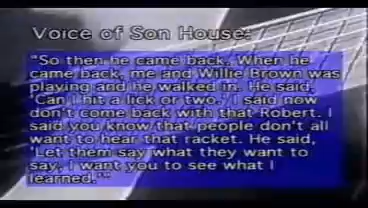 Voice of Son House:
"So then he came back. When he
came back, me and Willie Brown was
playing and he walked in. He said,
'Can I hit a lick or two.' I said now
don't come back with that Robert. I
said you know that people don't all
want to hear that racket. He said,
'Let them say what they want to
say, I want you to see what I
learned.'"